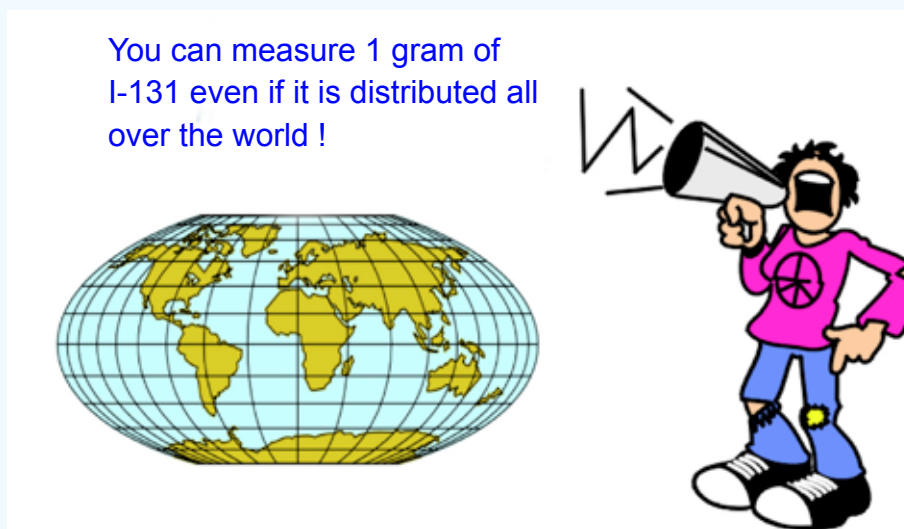 You can measure 1 gram of
I-131 even if it is distributed all
over the world !